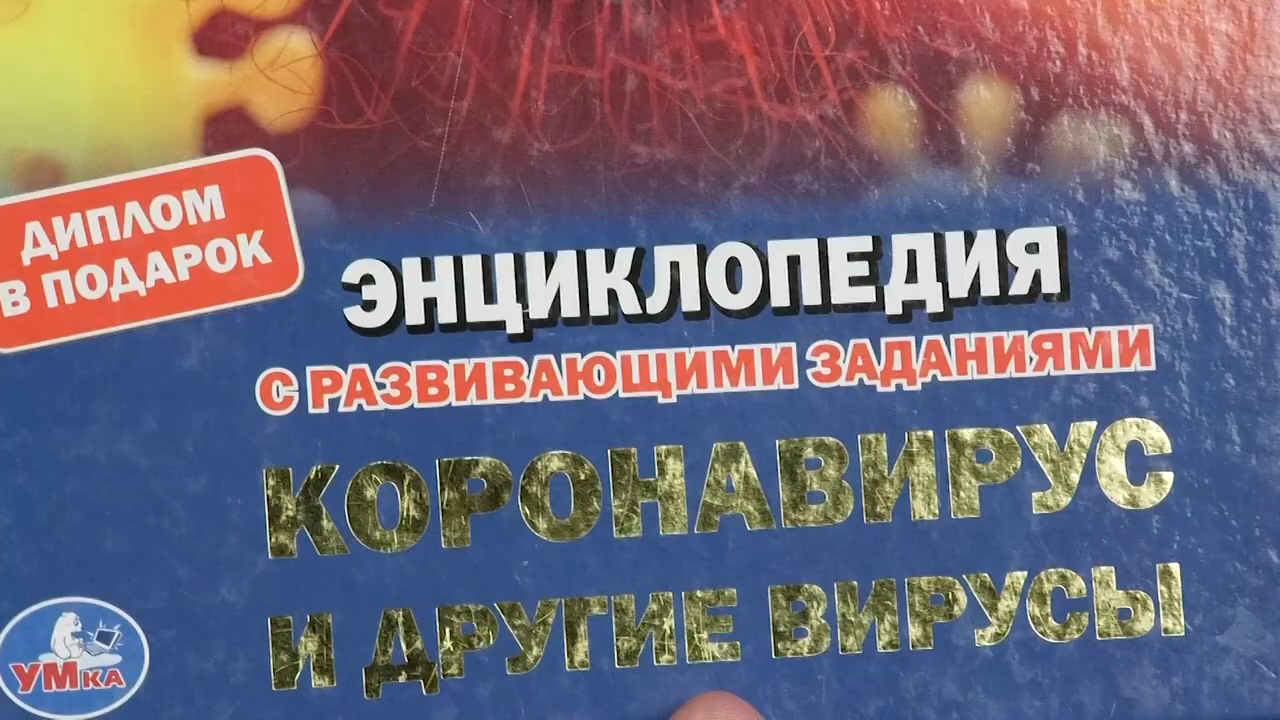 ДИПЛОМ
В ПОДАРОК
ЭНЦИКЛОПЕДИЯ
С РАЗВИВАЮЩИМИ ЗАДАНИЯМИ
КОРОНАВИРУС
И ДРУГИЕ ВИРУСЫ
УМКА